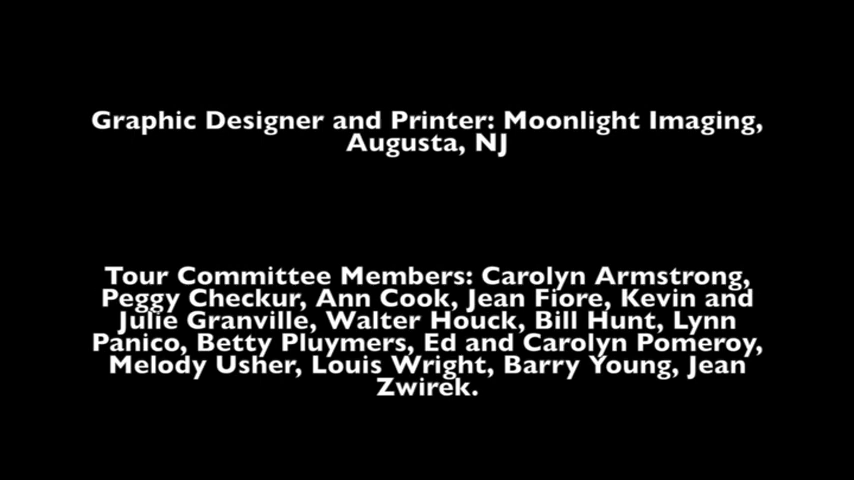 Graphic Designer and Printer: Moonlight Imaging,
Augusta, NJ
Tour Committee Members: Carolyn Armstrong,
Peggy Checkur, Ann Cook, Jean Fiore, Kevin and
Julie Granville, Walter Houck, Bill Hunt, Lynn
Panico, Betty Pluymers, Ed and Carolyn Pomeroy,
Melody Usher, Louis Wright, Barry Young, Jean
Zwirek.